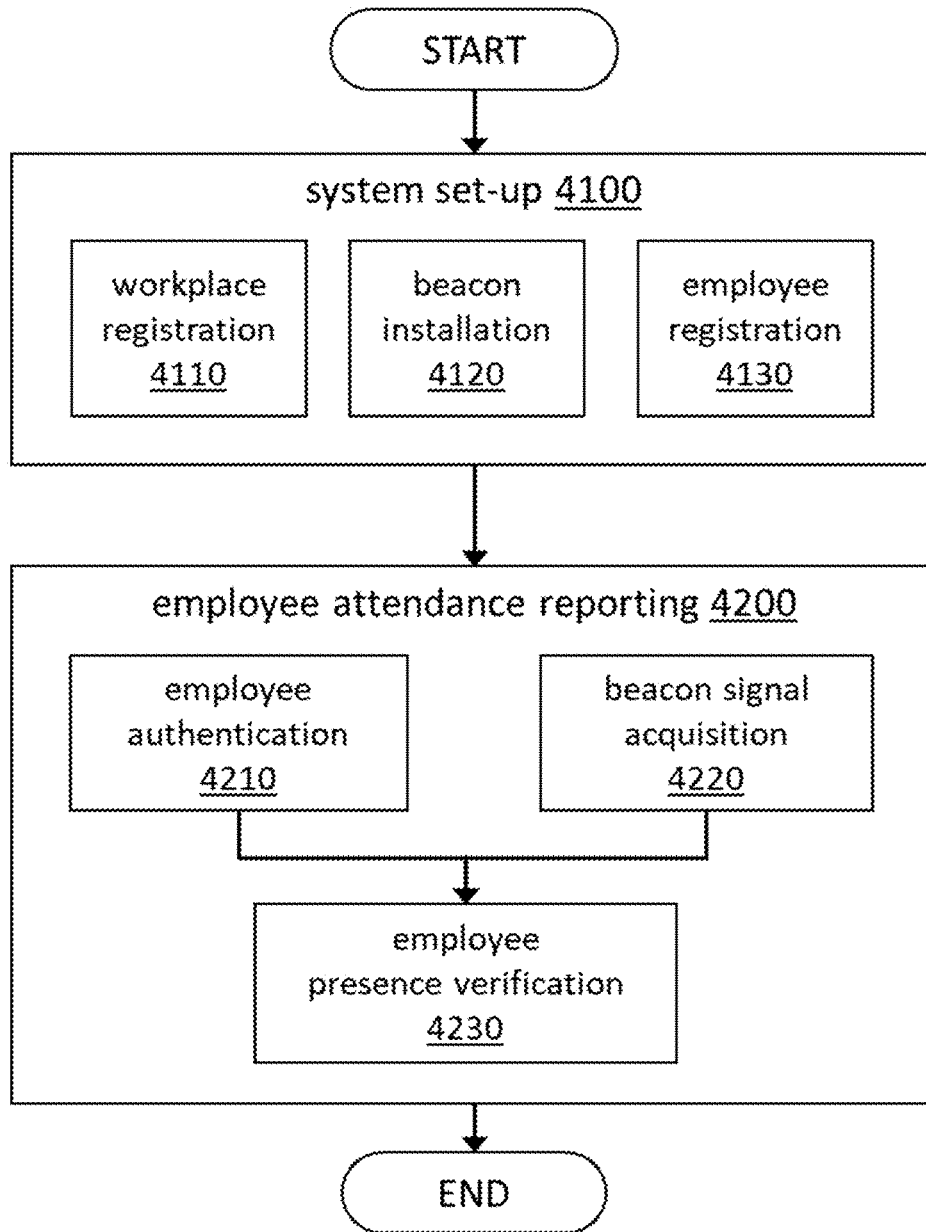 START
system set-up 4100
workplace
registration
4110
beacon
installation
4120
employee
registration
4130
employee attendance reporting 4200
employee
authentication
4210
beacon signal
acquisition
4220
employee
presence verification
4230
END